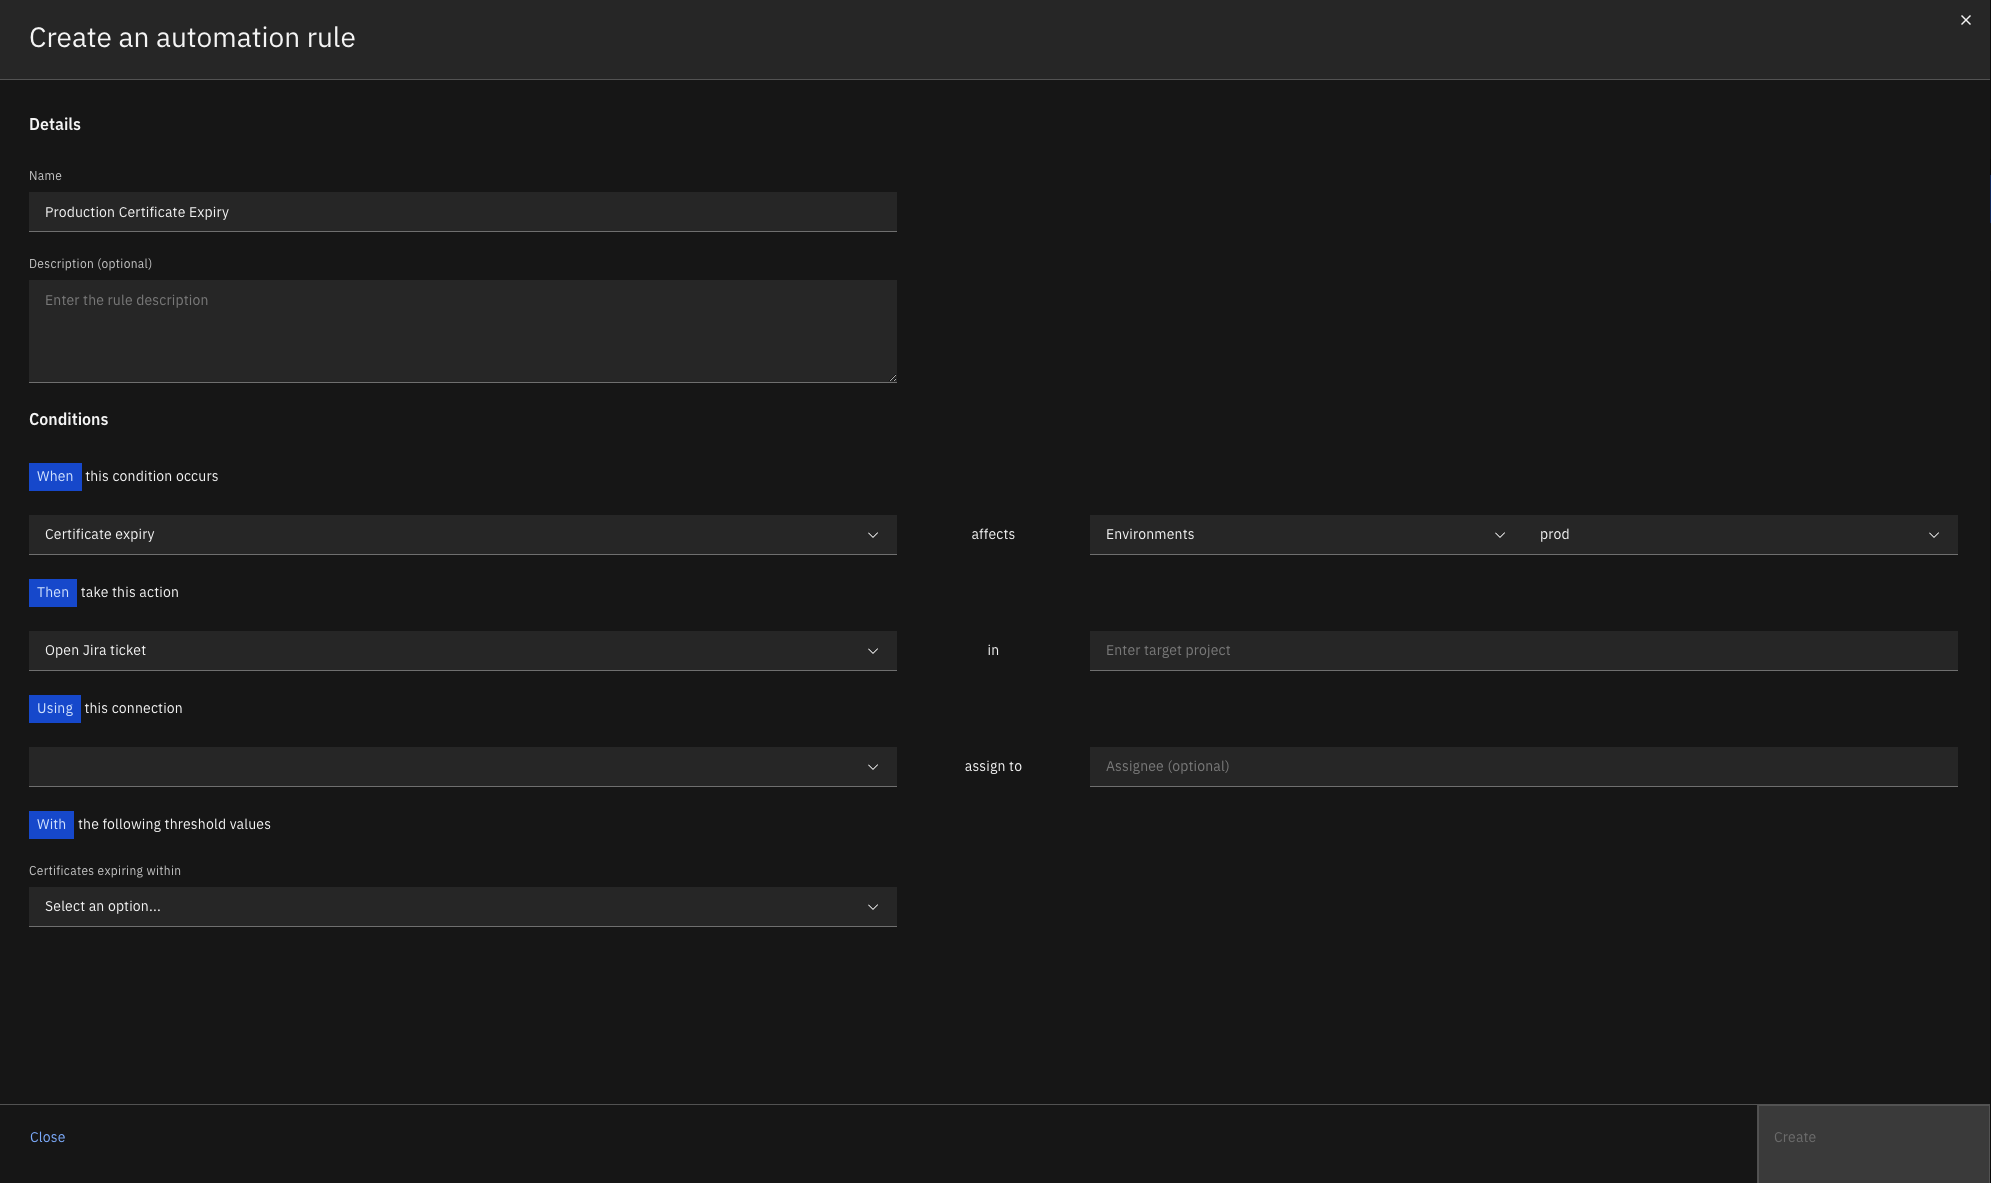 Create an automation rule
Details
Name
Production Certificate Expiry
Description (optional)
Enter the rule description
Conditions
When this condition occurs
Certificate expiry affects Environments prod
Then take this action
Open Jira ticket in Enter target project
Using this connection
assign to Assignee (optional)
With the following threshold values
Certificates expiring within
Select an option...
Close Create